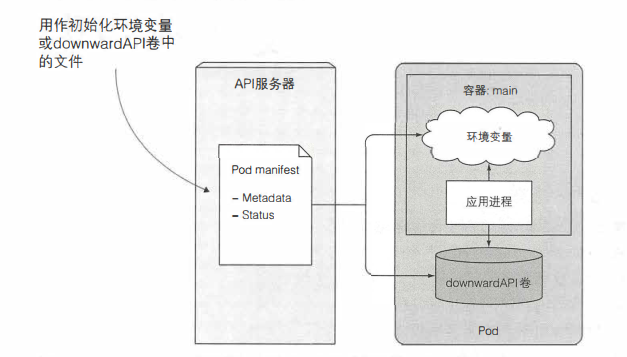 用作初始化环境变量
或downwardAPI卷中
的文件
API服务器
Pod manifest
– Metadata
– Status
容器: main
环境变量
应用进程
downwardAPI卷
Pod